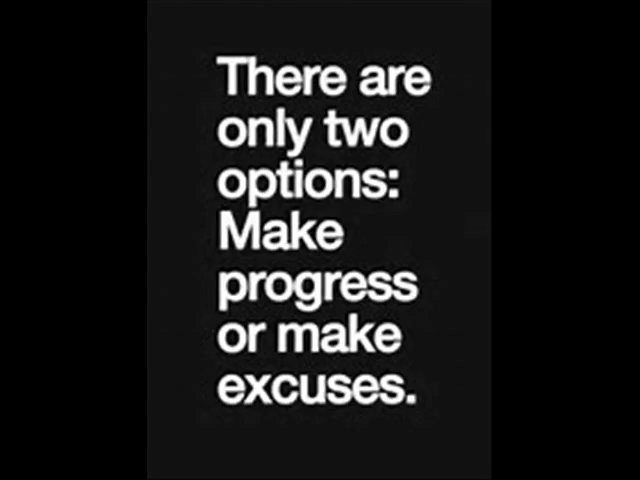 There are
only two
options:
Make
progress
or make
excuses.